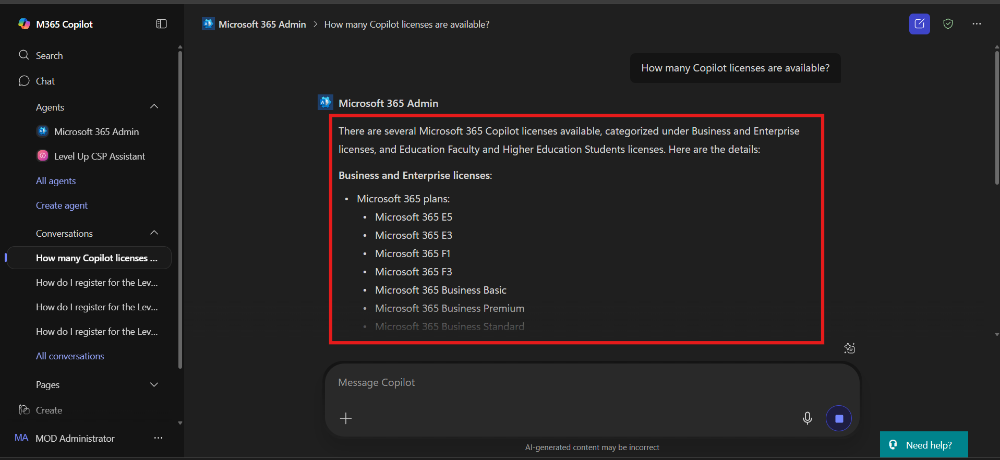 M365 Copilot
Search
Chat
Agents
Microsoft 365 Admin
Level Up CSP Assistant
All agents
Create agent
Conversations
How many Copilot licenses ...
How do I register for the Lev...
How do I register for the Lev...
How do I register for the Lev...
All conversations
Pages
Create
MA MOD Administrator
Microsoft 365 Admin > How many Copilot licenses are available?
How many Copilot licenses are available?
Microsoft 365 Admin
There are several Microsoft 365 Copilot licenses available, categorized under Business and Enterprise
licenses, and Education Faculty and Higher Education Students licenses. Here are the details:
Business and Enterprise licenses:
• Microsoft 365 plans:
• Microsoft 365 E5
• Microsoft 365 E3
• Microsoft 365 F1
• Microsoft 365 F3
• Microsoft 365 Business Basic
• Microsoft 365 Business Premium
• Microsoft 365 Business Standard
Message Copilot
AI-generated content may be incorrect
Need help?